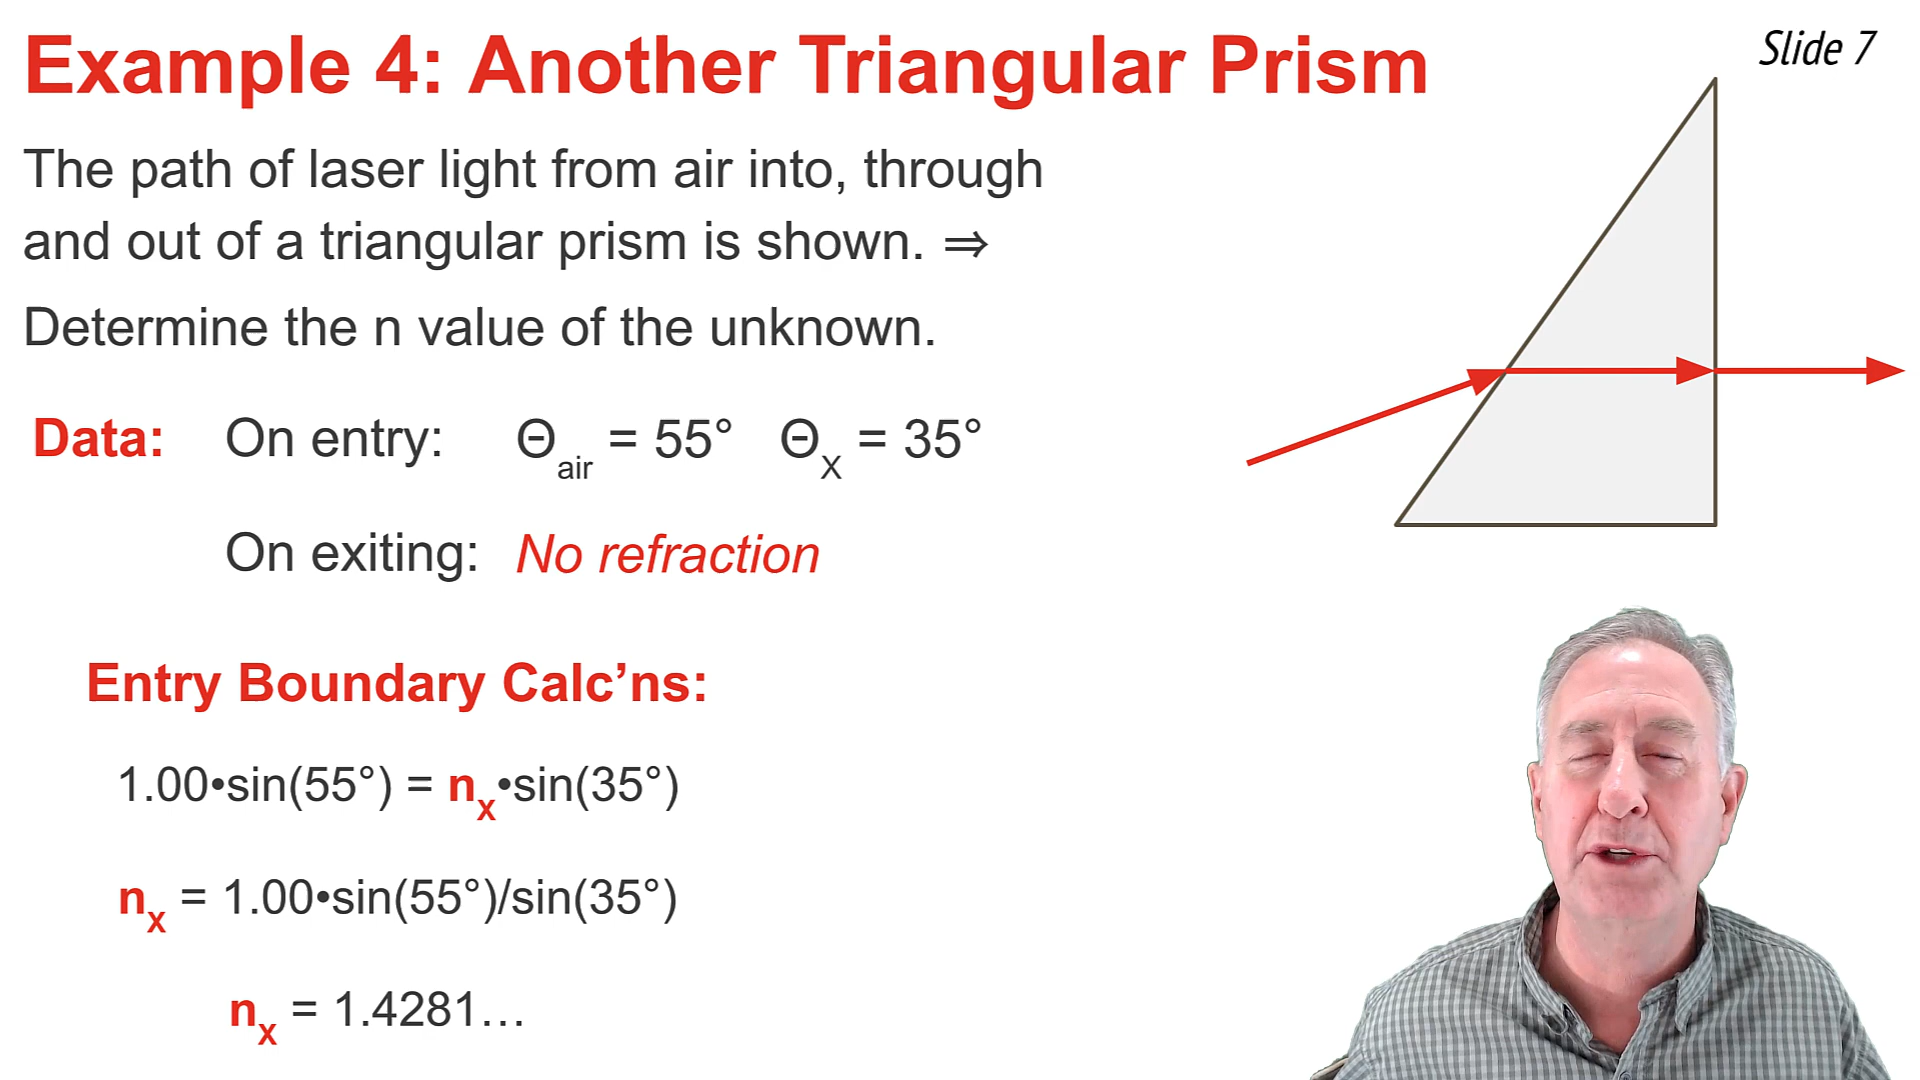 Example 4: Another Triangular Prism
Slide 7
The path of laser light from air into, through
and out of a triangular prism is shown. ⇒
Determine the n value of the unknown.
Data: On entry: Θair = 55° ΘX = 35°
On exiting: No refraction
Entry Boundary Calc’ns:
1.00•sin(55°) = nx•sin(35°)
nx = 1.00•sin(55°)/sin(35°)
nx = 1.4281…